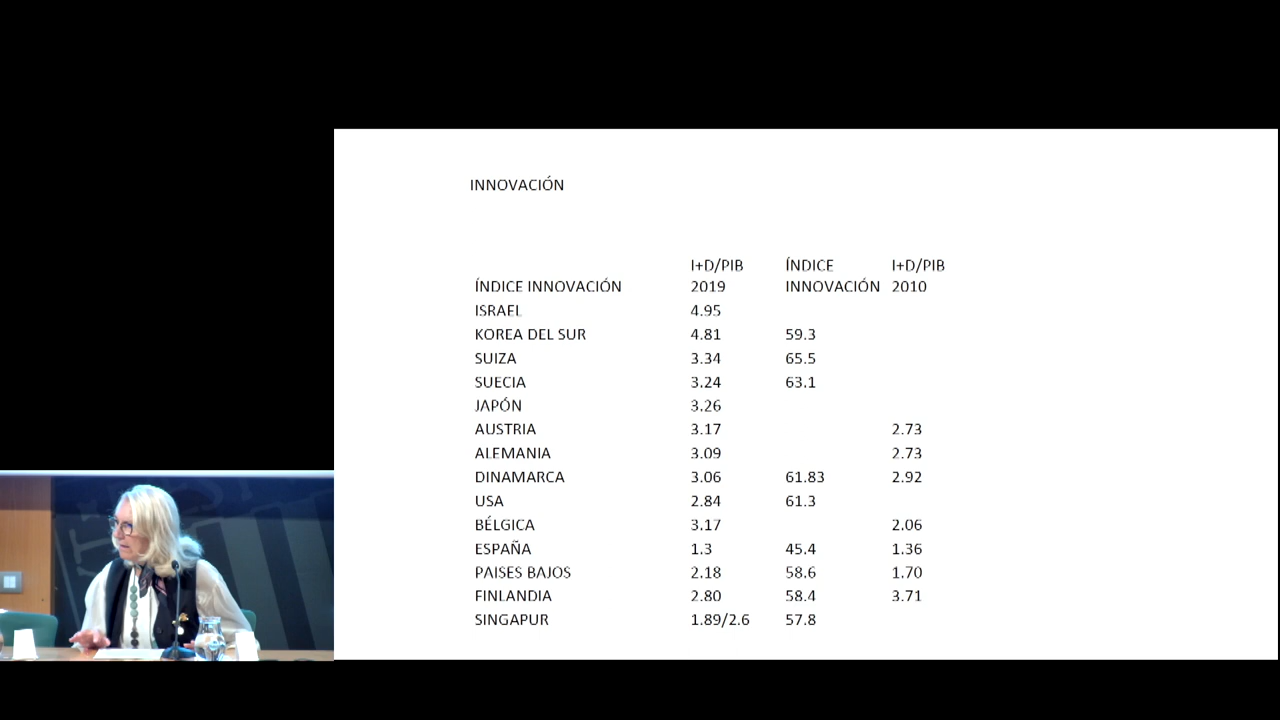 INNOVACIÓN
I+D/PIB ÍNDICE I+D/PIB
ÍNDICE INNOVACIÓN 2019 INNOVACIÓN 2010
ISRAEL 4.95
KOREA DEL SUR 4.81 59.3
SUIZA 3.34 65.5
SUECIA 3.24 63.1
JAPÓN 3.26
AUSTRIA 3.17 2.73
ALEMANIA 3.09 2.73
DINAMARCA 3.06 61.83 2.92
USA 2.84 61.3
BÉLGICA 3.17 2.06
ESPAÑA 1.3 45.4 1.36
PAISES BAJOS 2.18 58.6 1.70
FINLANDIA 2.80 58.4 3.71
SINGAPUR 1.89/2.6 57.8